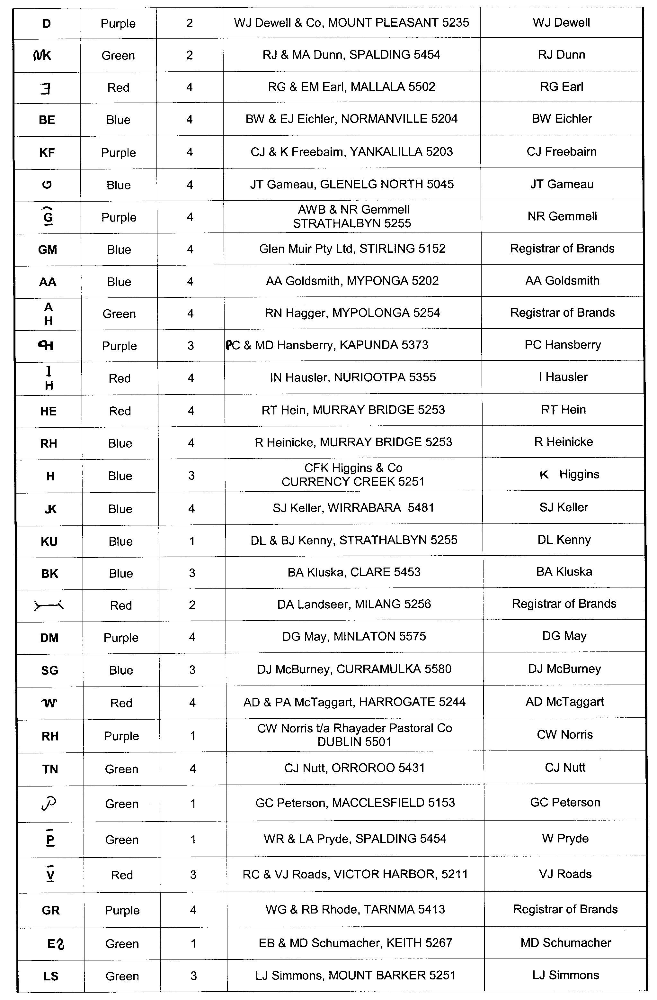 D Purple 2 WJ Dewell & Co, MOUNT PLEASANT 5235 WJ Dewell
Green 2 RJ & MA Dunn, SPALDING 5454 RJ Dunn
Red 4 RG & EM Earl, MALLALA 5502 RG Earl
BE Blue 4 BW & EJ Eichler, NORMANVILLE 5204 BW Eichler
KF Purple 4 CJ & K Freebairn, YANKALILLA 5203 CJ Freebairn
Blue 4 JT Gameau, GLENELG NORTH 5045 JT Gameau
AWB & NR Gemmell
G Purple 4 STRATHALBYN 5255 NR Gemmell
GM Blue 4 Glen Muir Pty Ltd, STIRLING 5152 Registrar of Brands
AA Blue 4 AA Goldsmith, MYPONGA 5202 AA Goldsmith
A
H Green 4 RN Hagger, MYPOLONGA 5254 Registrar of Brands
Purple 3 PC & MD Hansberry, KAPUNDA 5373 PC Hansberry
I
H Red 4 IN Hausler, NURIOOTPA 5355 I Hausler
HE Red 4 RT Hein, MURRAY BRIDGE 5253 RT Hein
RH Blue 4 R Heinicke, MURRAY BRIDGE 5253 R Heinicke
CFK Higgins & Co
H Blue 3 CURRENCY CREEK 5251 K Higgins
JK Blue 4 SJ Keller, WIRRABARA 5481 SJ Keller
KU Blue 1 DL & BJ Kenny, STRATHALBYN 5255 DL Kenny
BK Blue 3 BA Kluska, CLARE 5453 BA Kluska
Red 2 DA Landseer, MILANG 5256 Registrar of Brands
DM Purple 4 DG May, MINLATON 5575 DG May
SG Blue 3 DJ McBurney, CURRAMULKA 5580 DJ McBurney
W Red 4 AD & PA McTaggart, HARROGATE 5244 AD McTaggart
CW Norris t/a Rhayader Pastoral Co
RH Purple 1 DUBLIN 5501 CW Norris
TN Green 4 CJ Nutt, ORROROO 5431 CJ Nutt
Green 1 GC Peterson, MACCLESFIELD 5153 GC Peterson
P Green 1 WR & LA Pryde, SPALDING 5454 W Pryde
V Red 3 RC & VJ Roads, VICTOR HARBOR, 5211 VJ Roads
GR Purple 4 WG & RB Rhode, TARNMA 5413 Registrar of Brands
E Green 1 EB & MD Schumacher, KEITH 5267 MD Schumacher
LS Green 3 LJ Simmons, MOUNT BARKER 5251 LJ Simmons